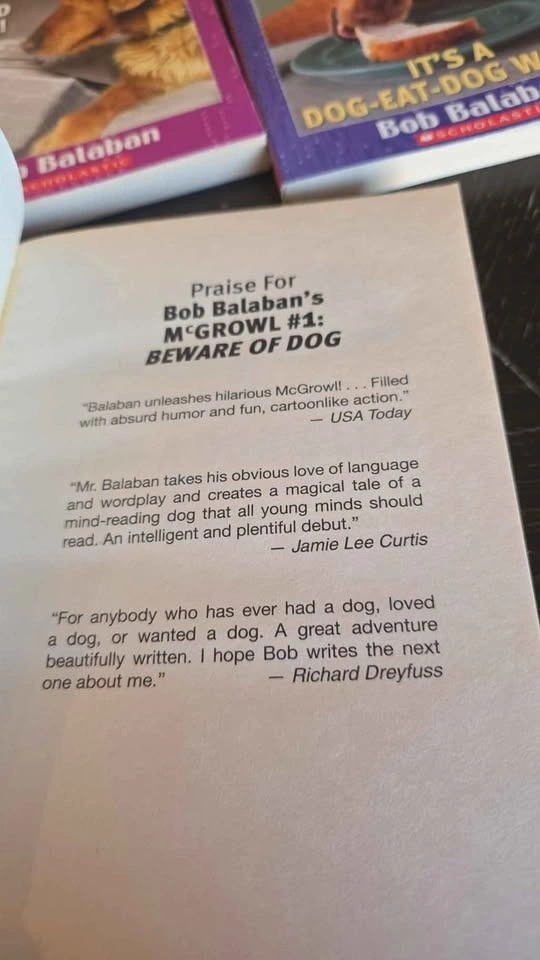 Balaban
SCHOLASTIC
IT'S A
DOG-EAT-DOG
Bob
SCHOLASTIC
Praise For
Bob Balaban's
McGROWL #1:
BEWARE OF DOG
"Balaban unleashes hilarious McGrowl! . . . Filled
with absurd humor and fun, cartoonlike action."
— USA Today
"Mr. Balaban takes his obvious love of language
and wordplay and creates a magical tale of a
mind-reading dog that all young minds should
read. An intelligent and plentiful debut."
— Jamie Lee Curtis
"For anybody who has ever had a dog, loved
a dog, or wanted a dog. A great adventure
beautifully written. I hope Bob writes the next
one about me." — Richard Dreyfuss